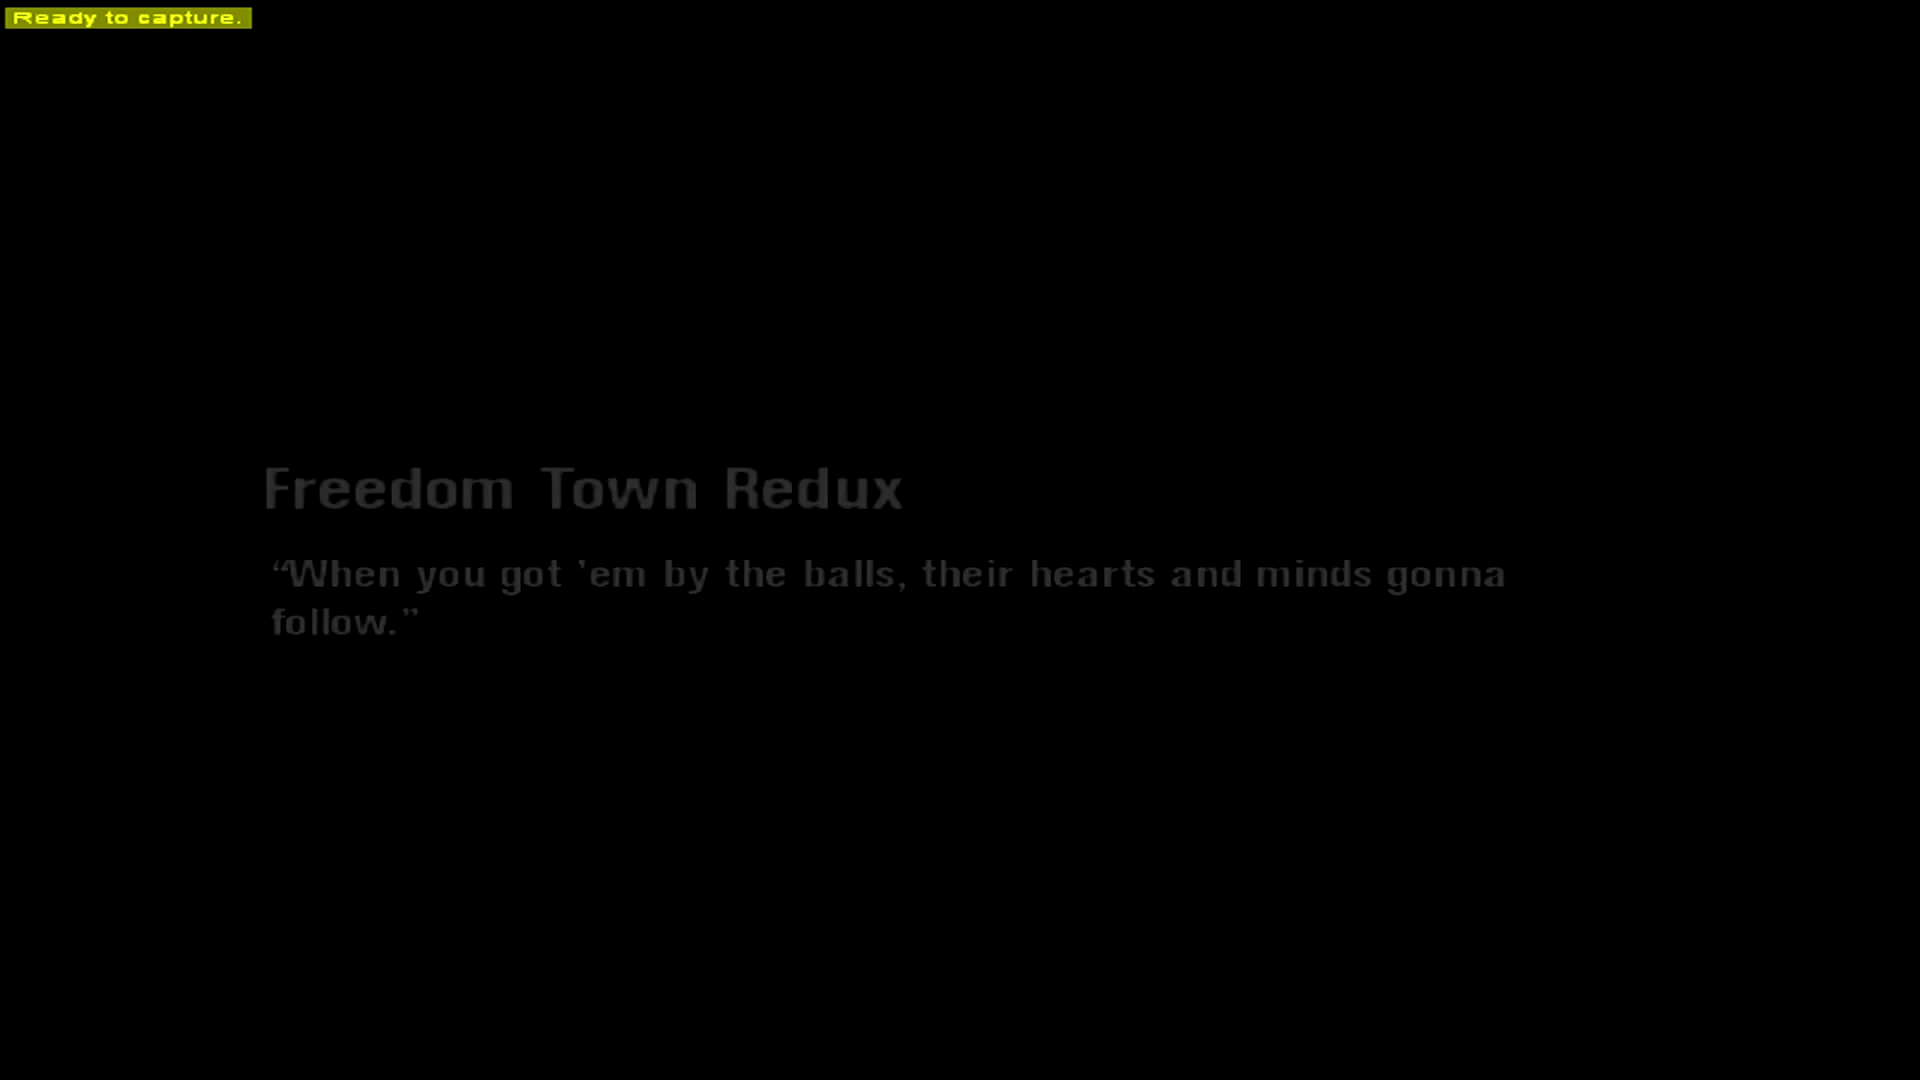 Ready to capture.
Freedom Town Redux
“When you got ’em by the balls, their hearts and minds gonna
follow.”